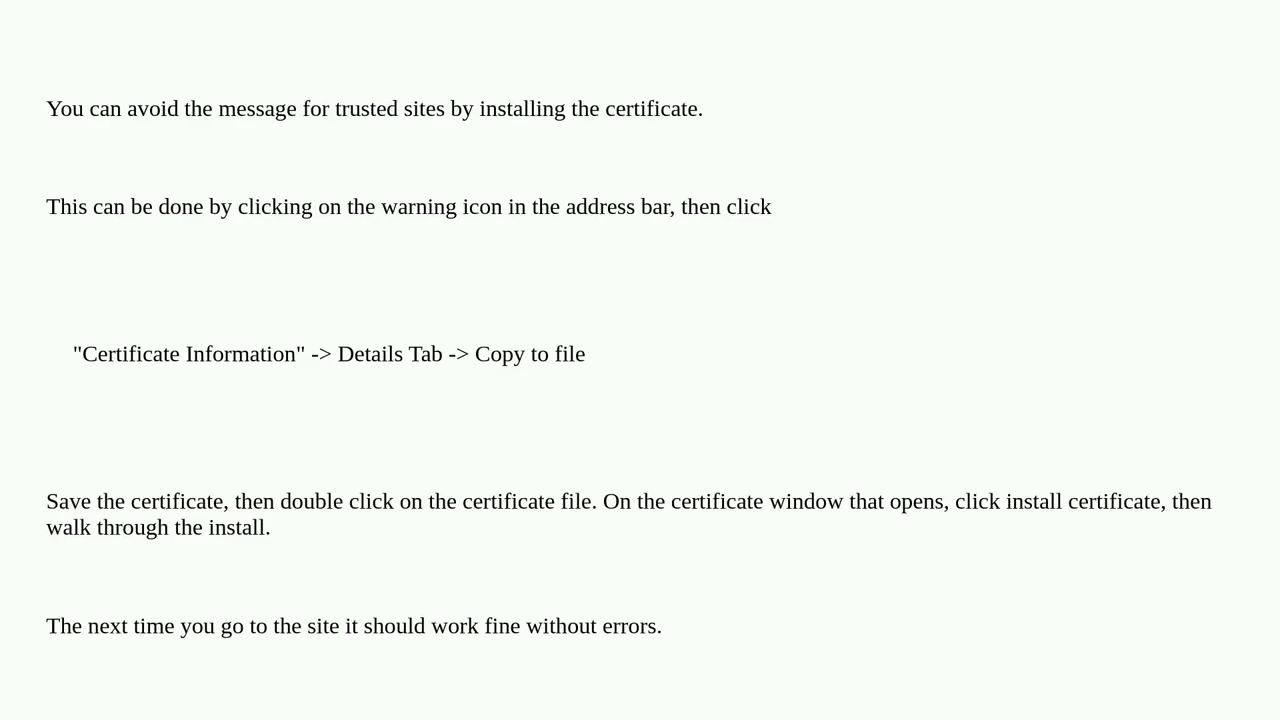 You can avoid the message for trusted sites by installing the certificate.
This can be done by clicking on the warning icon in the address bar, then click
"Certificate Information" -> Details Tab -> Copy to file
Save the certificate, then double click on the certificate file. On the certificate window that opens, click install certificate, then
walk through the install.
The next time you go to the site it should work fine without errors.